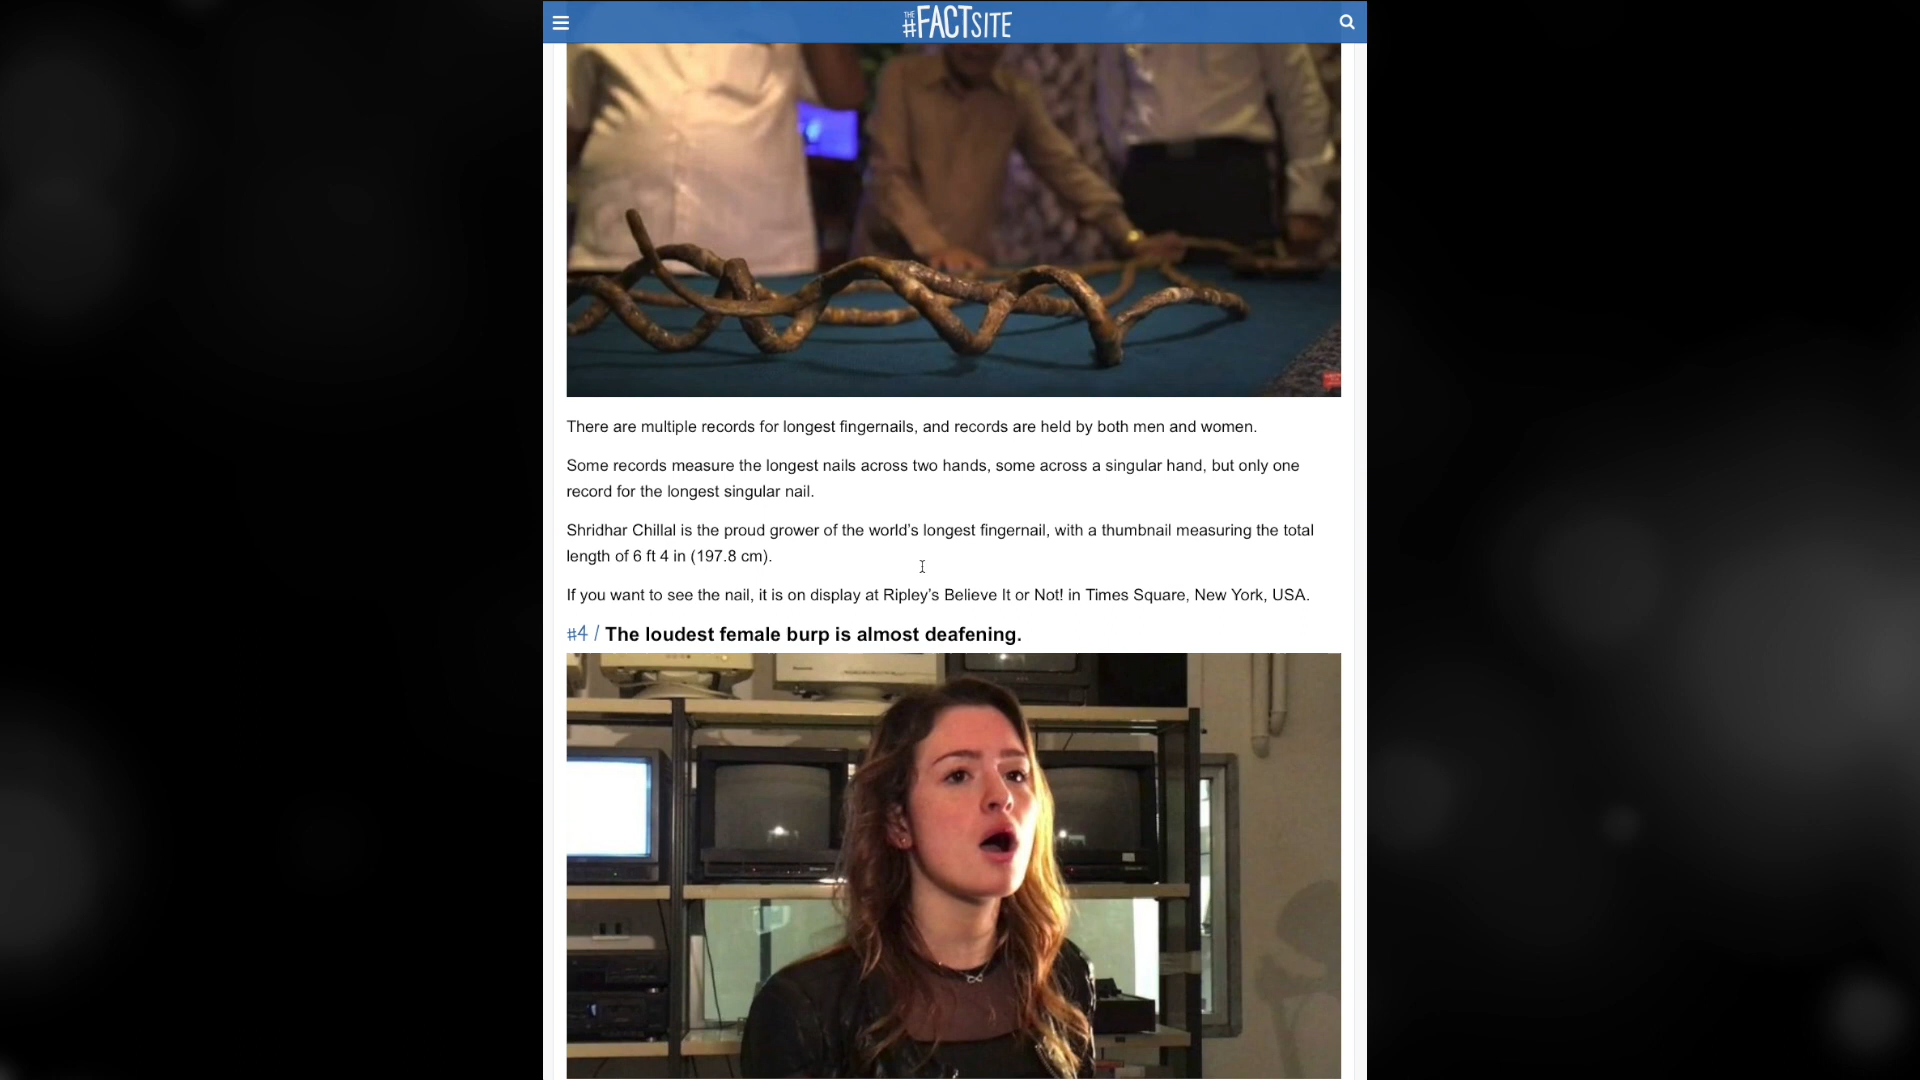 THE
#FACTSITE
There are multiple records for longest fingernails, and records are held by both men and women.
Some records measure the longest nails across two hands, some across a singular hand, but only one
record for the longest singular nail.
Shridhar Chillal is the proud grower of the world’s longest fingernail, with a thumbnail measuring the total
length of 6 ft 4 in (197.8 cm).
If you want to see the nail, it is on display at Ripley’s Believe It or Not! in Times Square, New York, USA.
#4 / The loudest female burp is almost deafening.